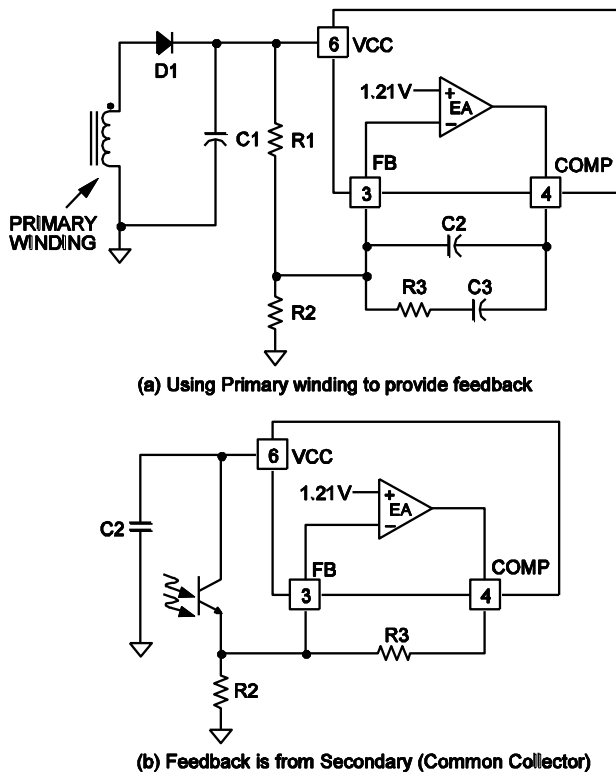 6
VCC
D1
1.21V
+
EA
−
C1
R1
FB
COMP
3
4
PRIMARY
WINDING
C2
R3
C3
R2
(a) Using Primary winding to provide feedback
6
VCC
1.21V
+
EA
−
C2
FB
COMP
3
4
R3
R2
(b) Feedback is from Secondary (Common Collector)